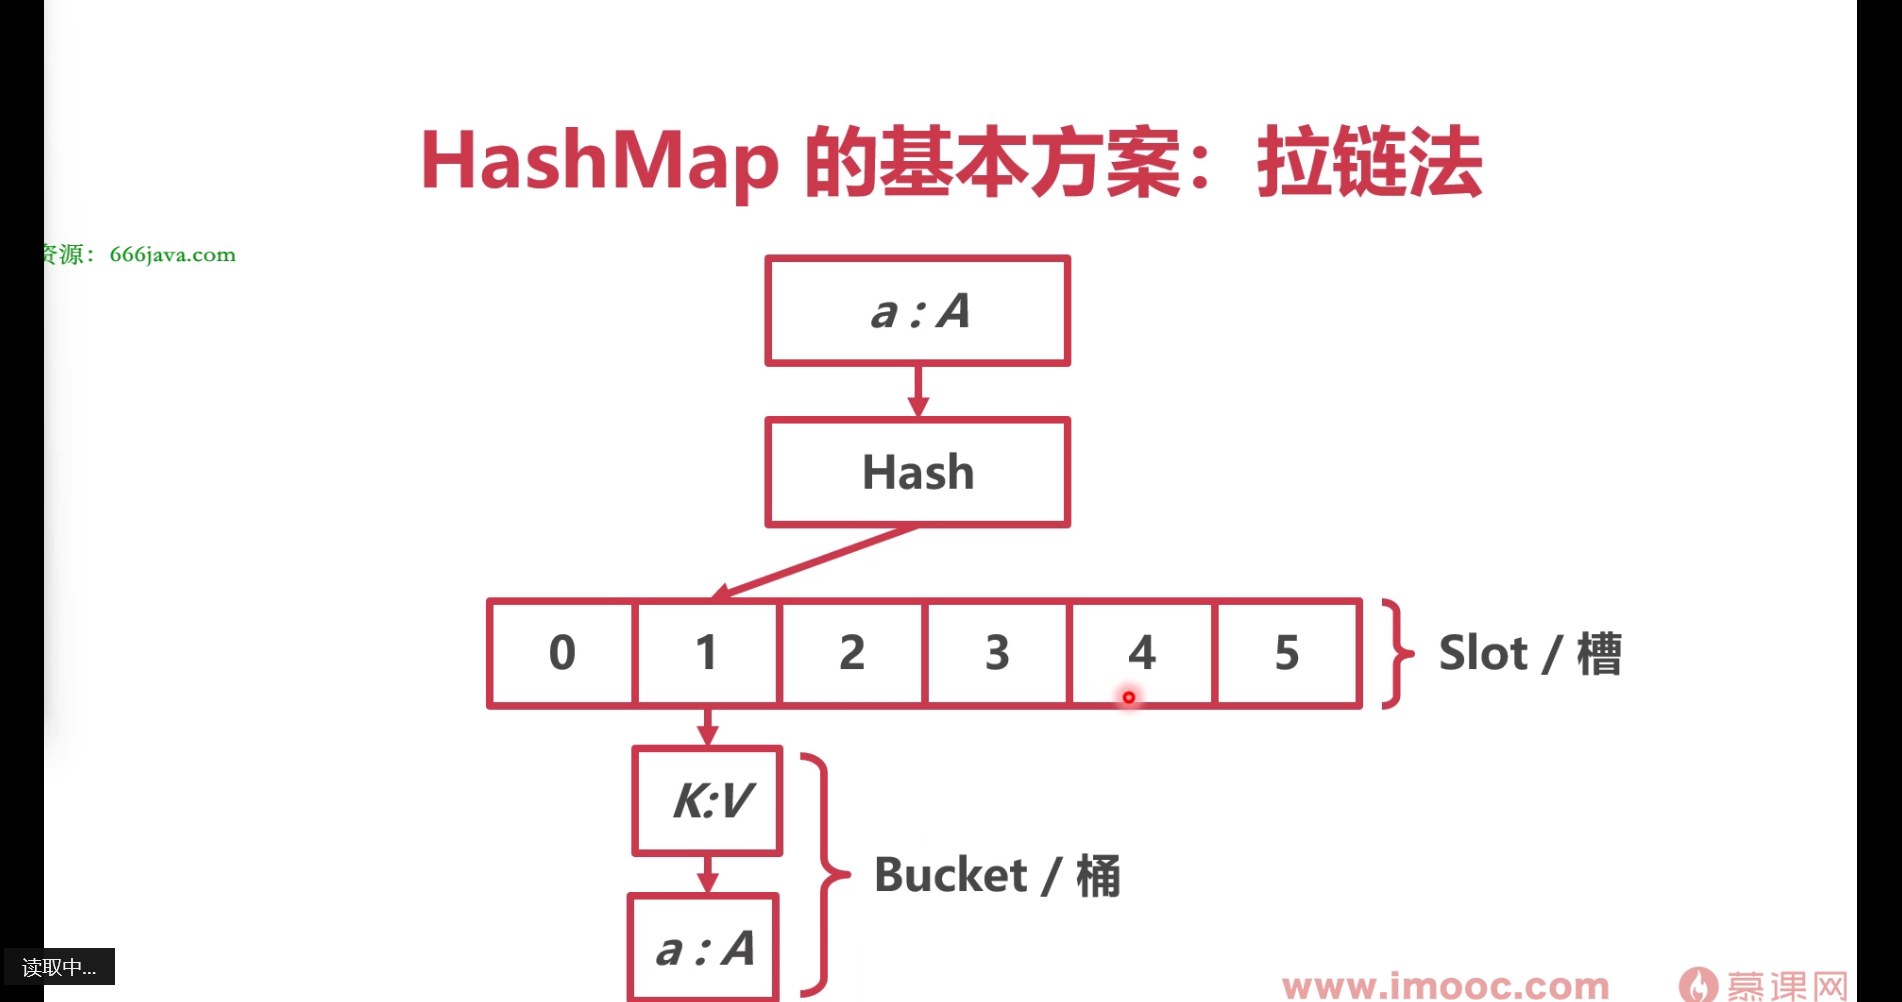 HashMap 的基本方案：拉链法
资源：666java.com
a : A
Hash
0 1 2 3 4 5
Slot / 槽
K:V
Bucket / 桶
a : A
读取中...
www.imooc.com 慕课网